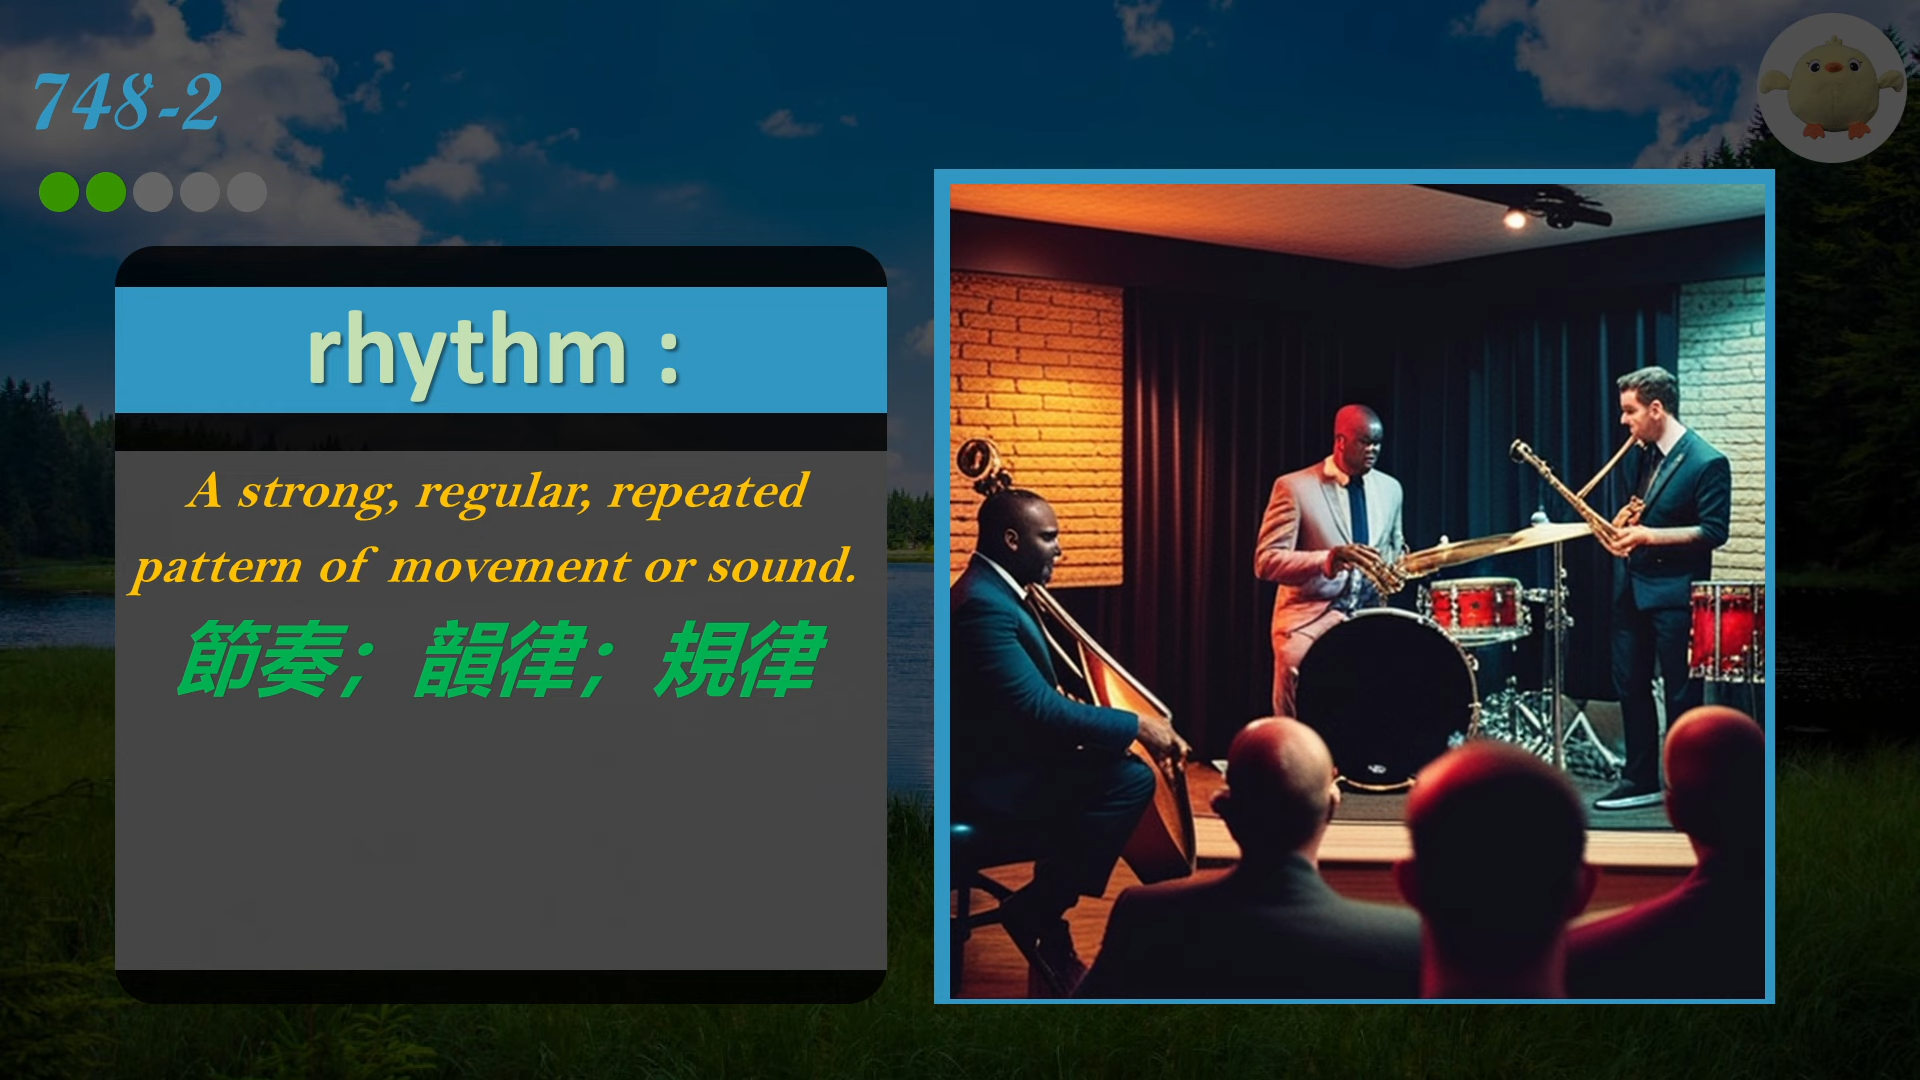 748-2
rhythm :
A strong, regular, repeated
pattern of movement or sound.
節奏；韻律；規律